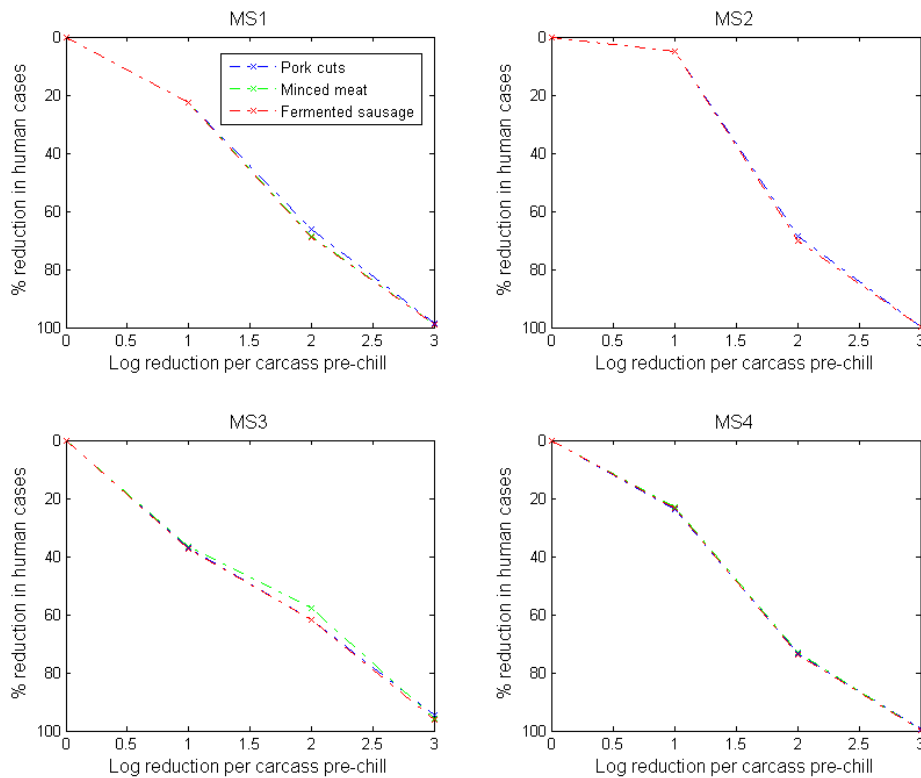 MS1
0
20
40
60
80
100
% reduction in human cases
Pork cuts
Minced meat
Fermented sausage
0 0.5 1 1.5 2 2.5 3
Log reduction per carcass pre-chill
MS2
0
20
40
60
80
100
% reduction in human cases
0 0.5 1 1.5 2 2.5 3
Log reduction per carcass pre-chill
MS3
0
20
40
60
80
100
% reduction in human cases
0 0.5 1 1.5 2 2.5 3
Log reduction per carcass pre-chill
MS4
0
20
40
60
80
100
% reduction in human cases
0 0.5 1 1.5 2 2.5 3
Log reduction per carcass pre-chill